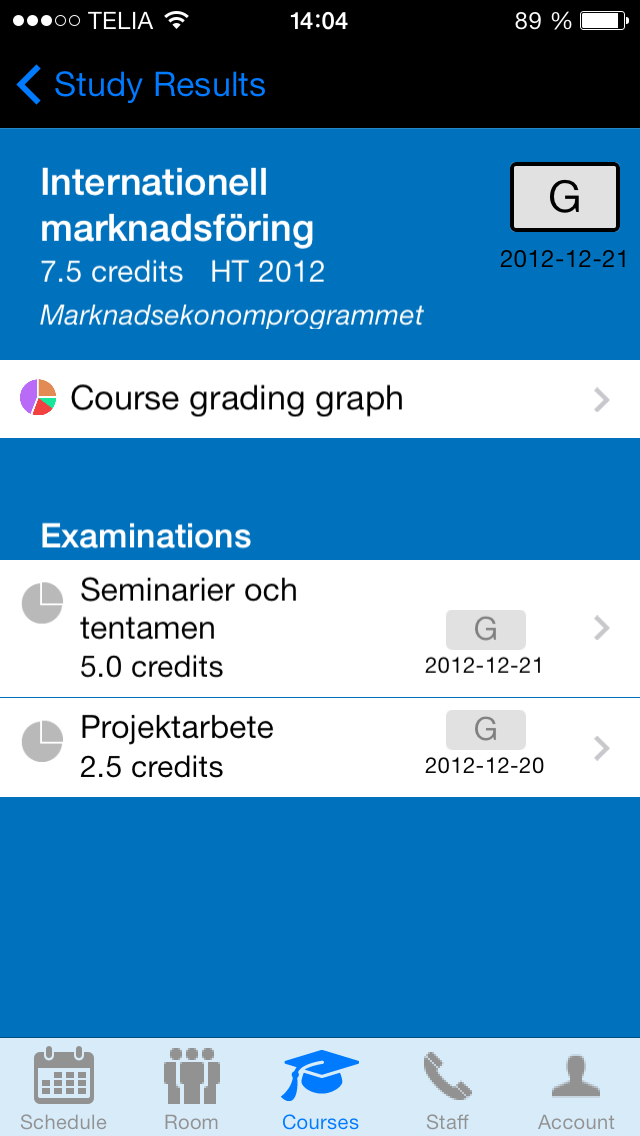 TELIA 14:04 89 %
Study Results
Internationell
marknadsföring
G
7.5 credits HT 2012
2012-12-21
Marknadsekonomprogrammet
Course grading graph
Examinations
Seminarier och
tentamen
5.0 credits
G
2012-12-21
Projektarbete
2.5 credits
G
2012-12-20
Schedule Room Courses Staff Account